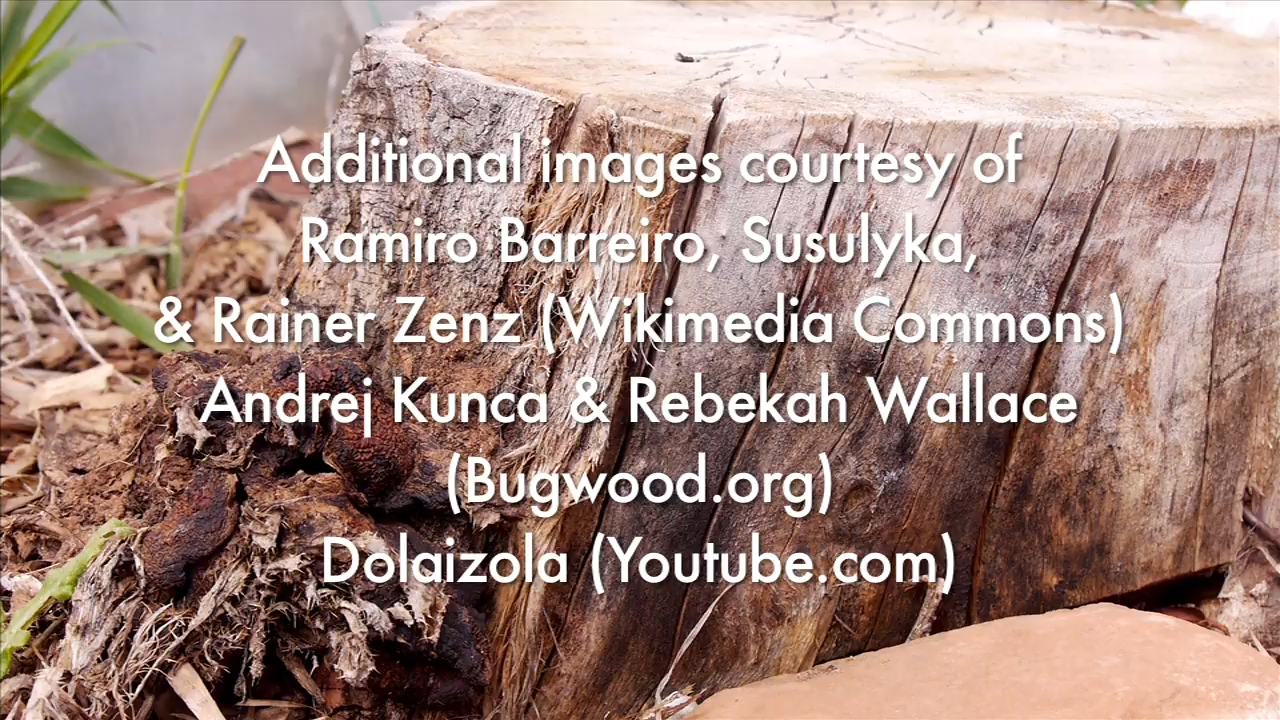 Additional images courtesy of
Ramiro Barreiro, Susulyka,
& Rainer Zenz (Wikimedia Commons)
Andrej Kunca & Rebekah Wallace
(Bugwood.org)
Dolaizola (Youtube.com)